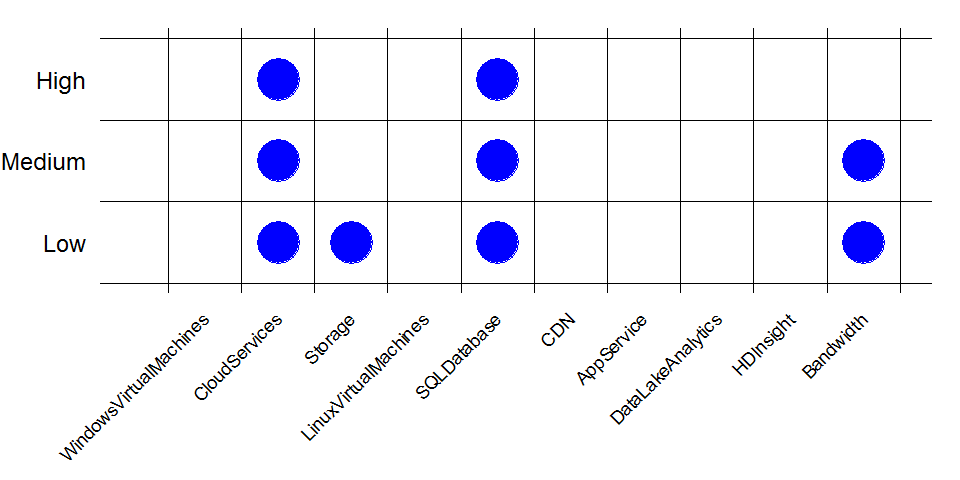 High
Medium
Low
WindowsVirtualMachines
CloudServices
Storage
LinuxVirtualMachines
SQLDatabase
CDN
AppService
DataLakeAnalytics
HDInsight
Bandwidth